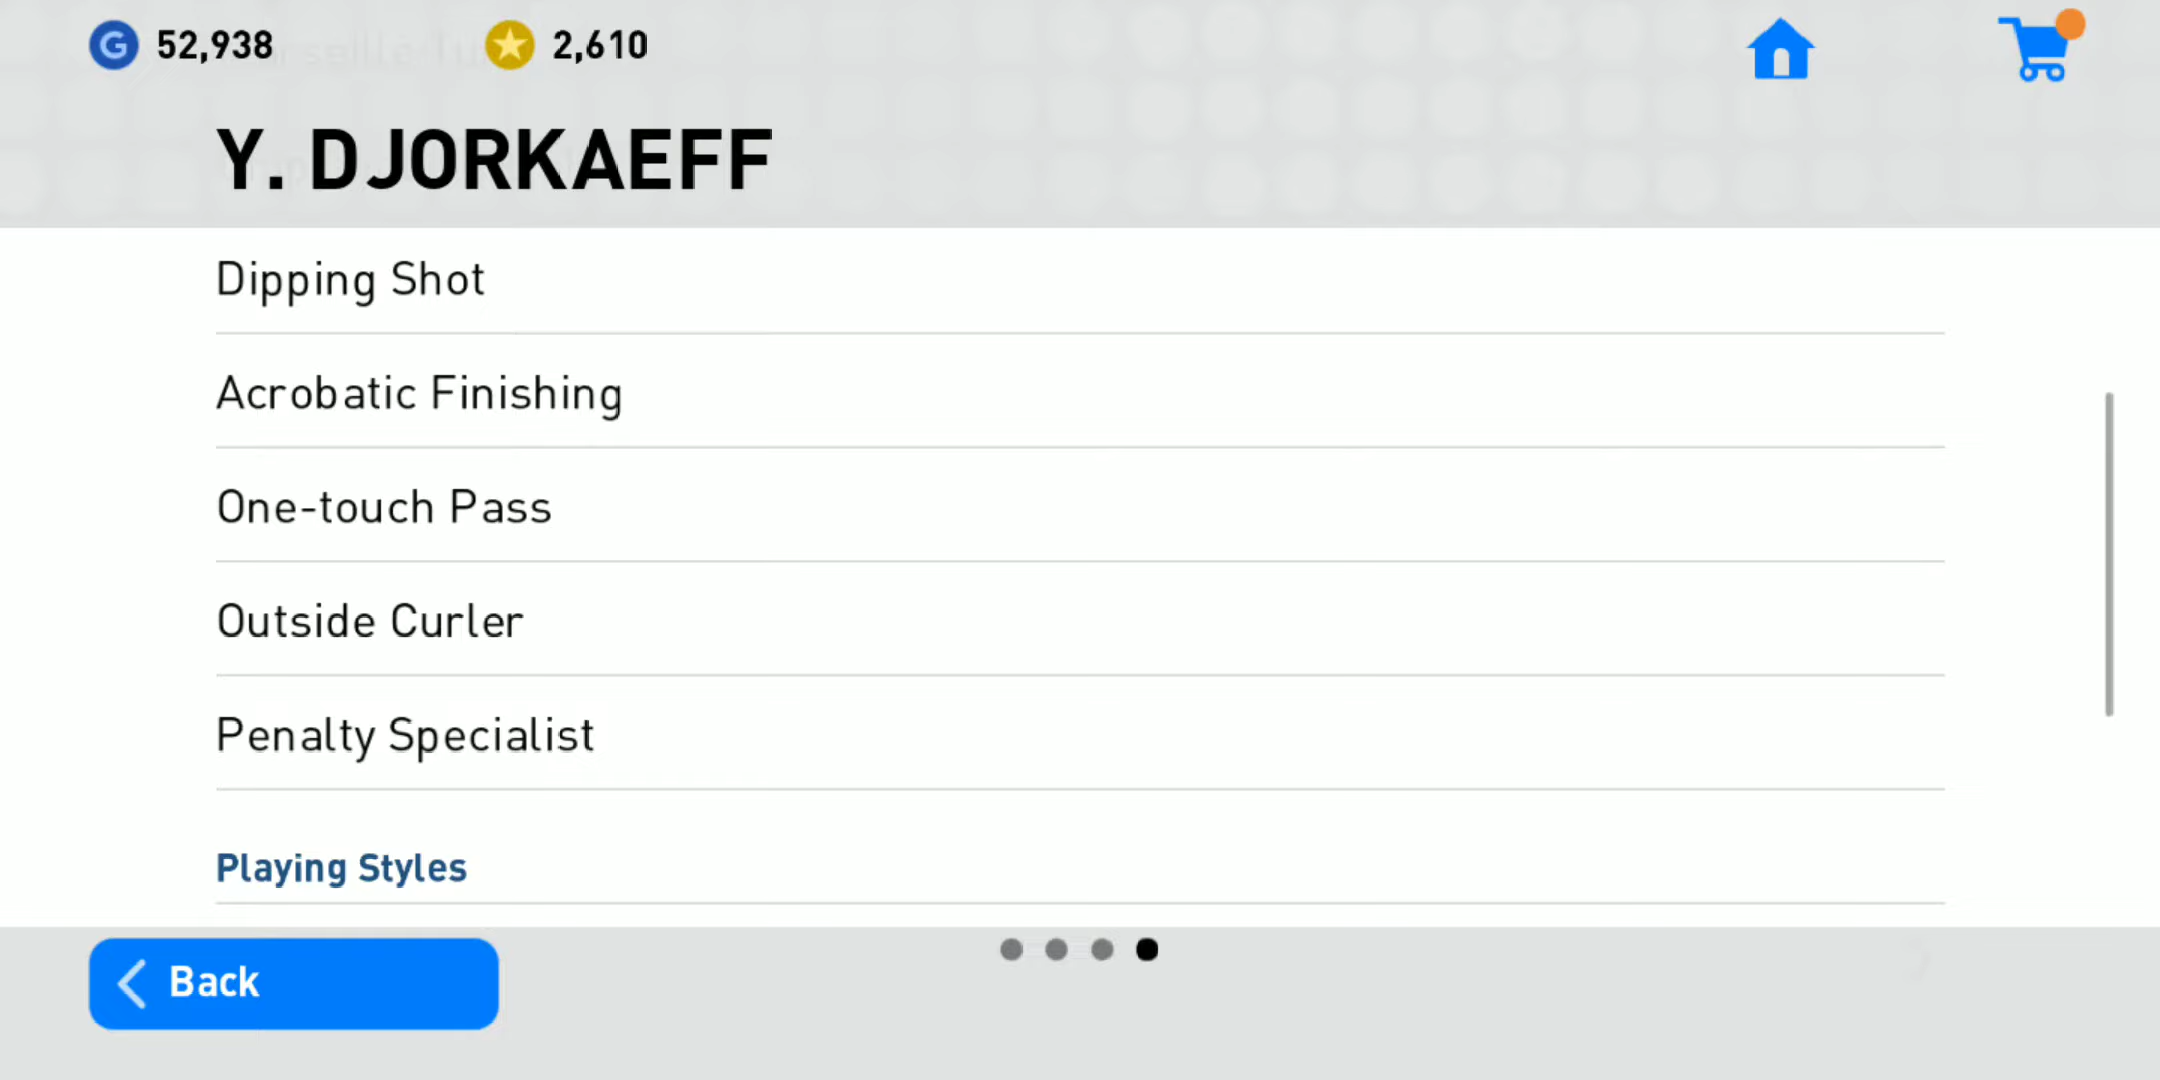 52,938
2,610
Y. DJORKAEFF
Dipping Shot
Acrobatic Finishing
One-touch Pass
Outside Curler
Penalty Specialist
Playing Styles
Back